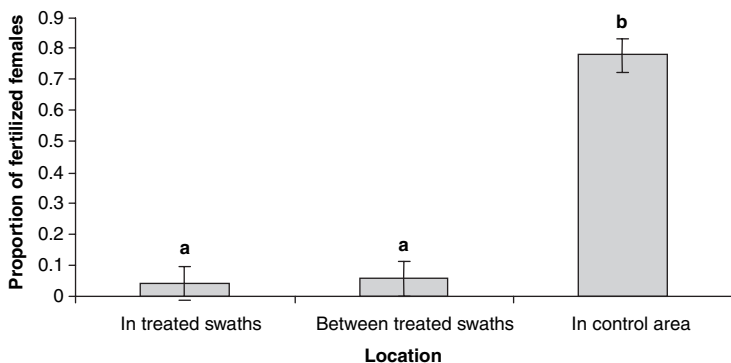 Proportion of fertilized females
0.9
0.8
0.7
0.6
0.5
0.4
0.3
0.2
0.1
0
a
a
b
In treated swaths
Between treated swaths
In control area
Location